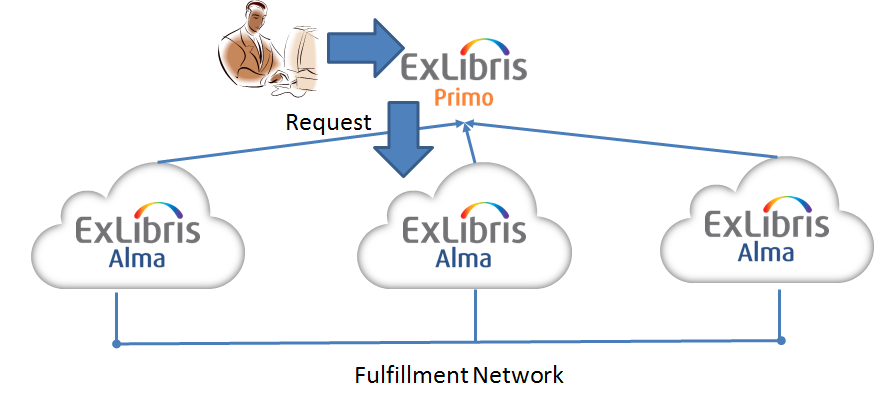 ExLibris
Primo
Request
ExLibris
Alma
ExLibris
Alma
ExLibris
Alma
Fulfillment Network